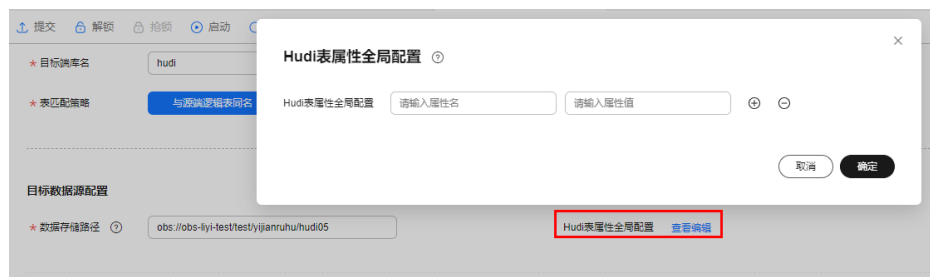 提交 解锁 抢锁 启动
Hudi表属性全局配置
* 目标端库名 hudi
Hudi表属性全局配置 请输入属性名 请输入属性值
* 表匹配策略 与源端逻辑表同名
取消 确定
目标数据源配置
* 数据存储路径 obs://obs-liyi-test/test/yijianruhu/hudi05 Hudi表属性全局配置 查看编辑